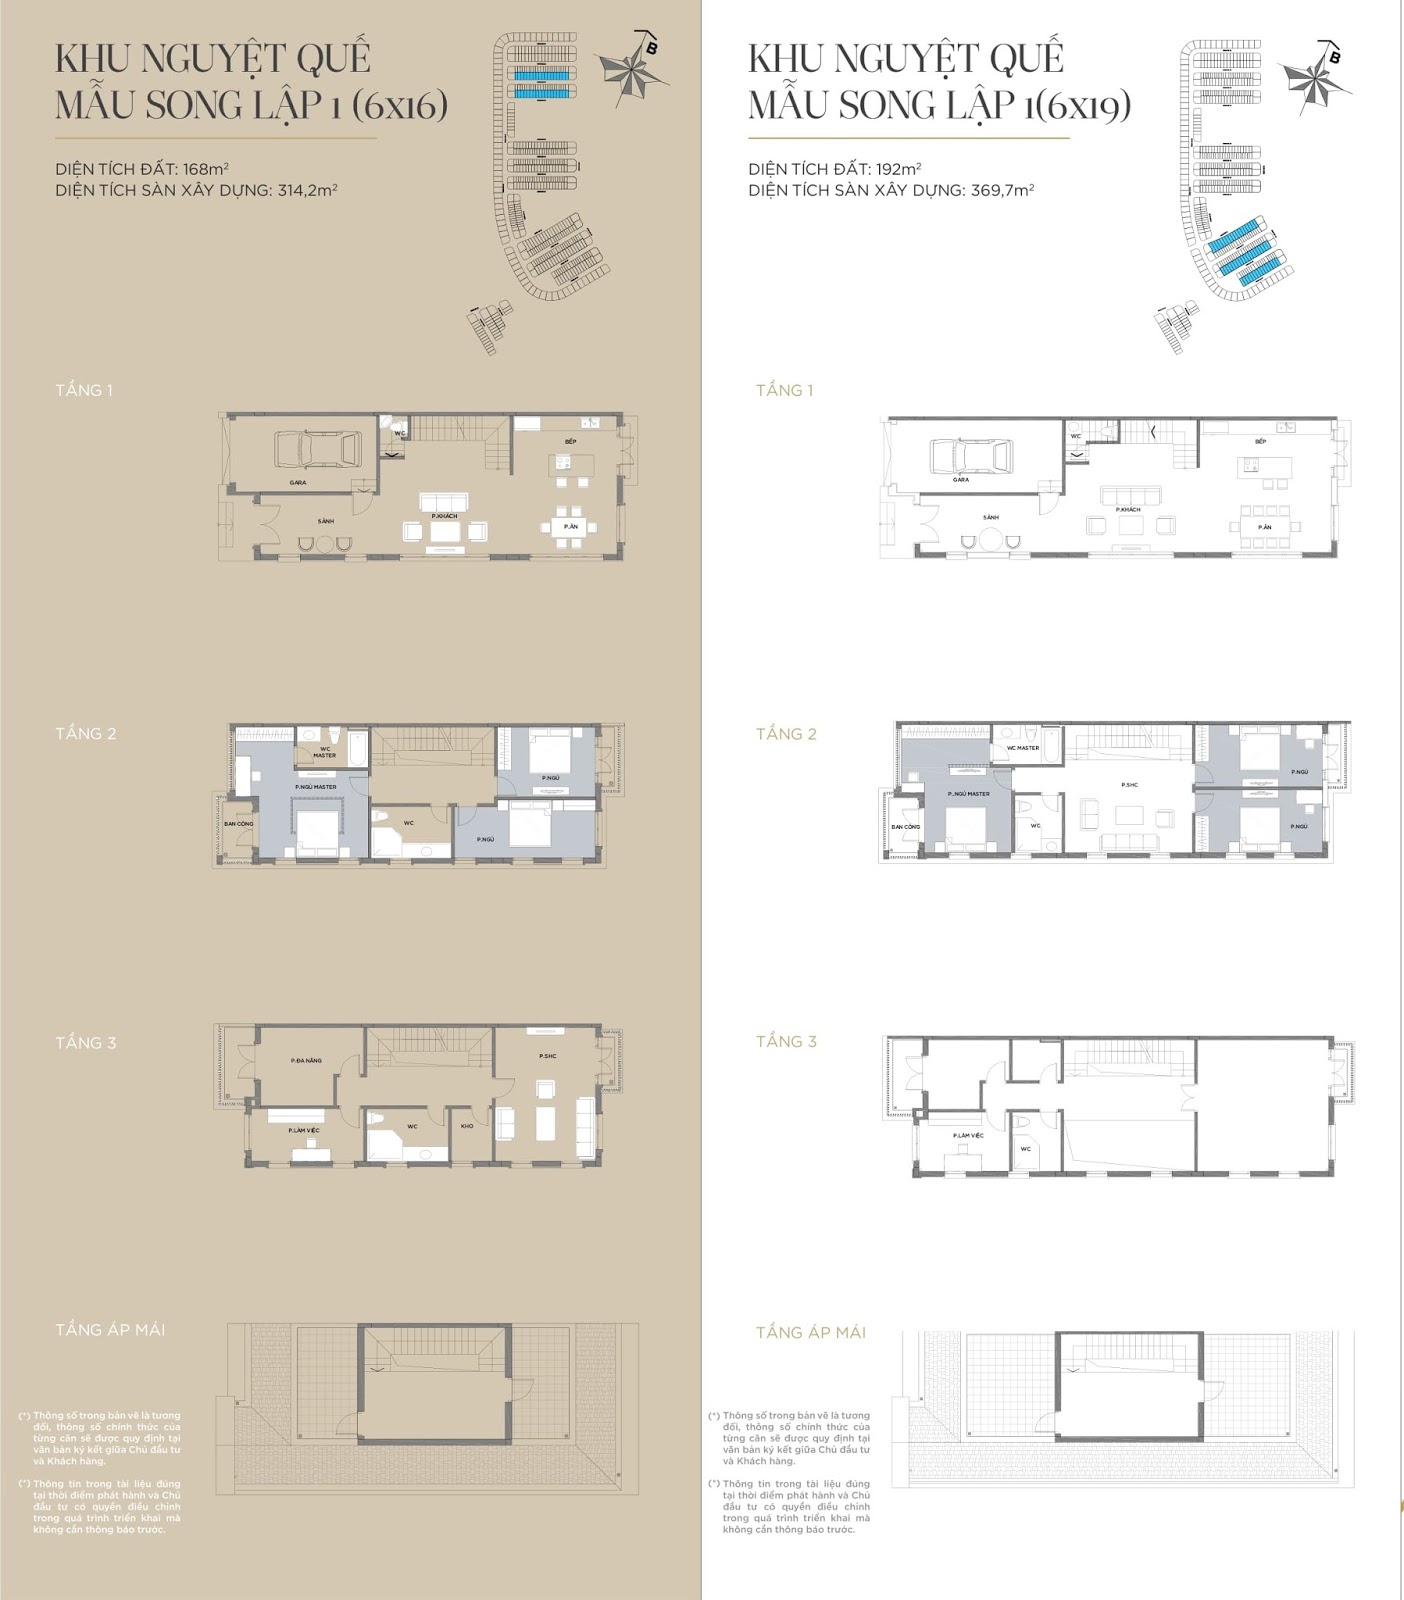 KHU NGUYỆT QUẾ
MẪU SONG LẬP 1 (6x16)
DIỆN TÍCH ĐẤT: 168m²
DIỆN TÍCH SÀN XÂY DỰNG: 314,2m²
B
TẦNG 1
GARA
WC
BẾP
SẢNH
P.KHÁCH
P.ĂN
TẦNG 2
WC
MASTER
P.NGỦ MASTER
P.NGỦ
BAN CÔNG
WC
P.NGỦ
TẦNG 3
P.ĐA NĂNG
P.SHC
P.LÀM VIỆC
WC
KHO
TẦNG ÁP MÁI
(*) Thông số trong bản vẽ là tương
đối, thông số chính thức của
từng căn sẽ được quy định tại
văn bản ký kết giữa Chủ đầu tư
và Khách hàng.
(*) Thông tin trong tài liệu đúng
tại thời điểm phát hành và Chủ
đầu tư có quyền điều chỉnh
trong quá trình triển khai mà
không cần thông báo trước.
KHU NGUYỆT QUẾ
MẪU SONG LẬP 1(6x19)
DIỆN TÍCH ĐẤT: 192m²
DIỆN TÍCH SÀN XÂY DỰNG: 369,7m²
B
TẦNG 1
WC
BẾP
GARA
SẢNH
P.KHÁCH
P.ĂN
TẦNG 2
WC MASTER
P.NGỦ
P.SHC
P.NGỦ MASTER
BAN CÔNG
WC
P.NGỦ
TẦNG 3
P.LÀM VIỆC
WC
TẦNG ÁP MÁI
(*) Thông số trong bản vẽ là tương
đối, thông số chính thức của
từng căn sẽ được quy định tại
văn bản ký kết giữa Chủ đầu tư
và Khách hàng.
(*) Thông tin trong tài liệu đúng
tại thời điểm phát hành và Chủ
đầu tư có quyền điều chỉnh
trong quá trình triển khai mà
không cần thông báo trước.